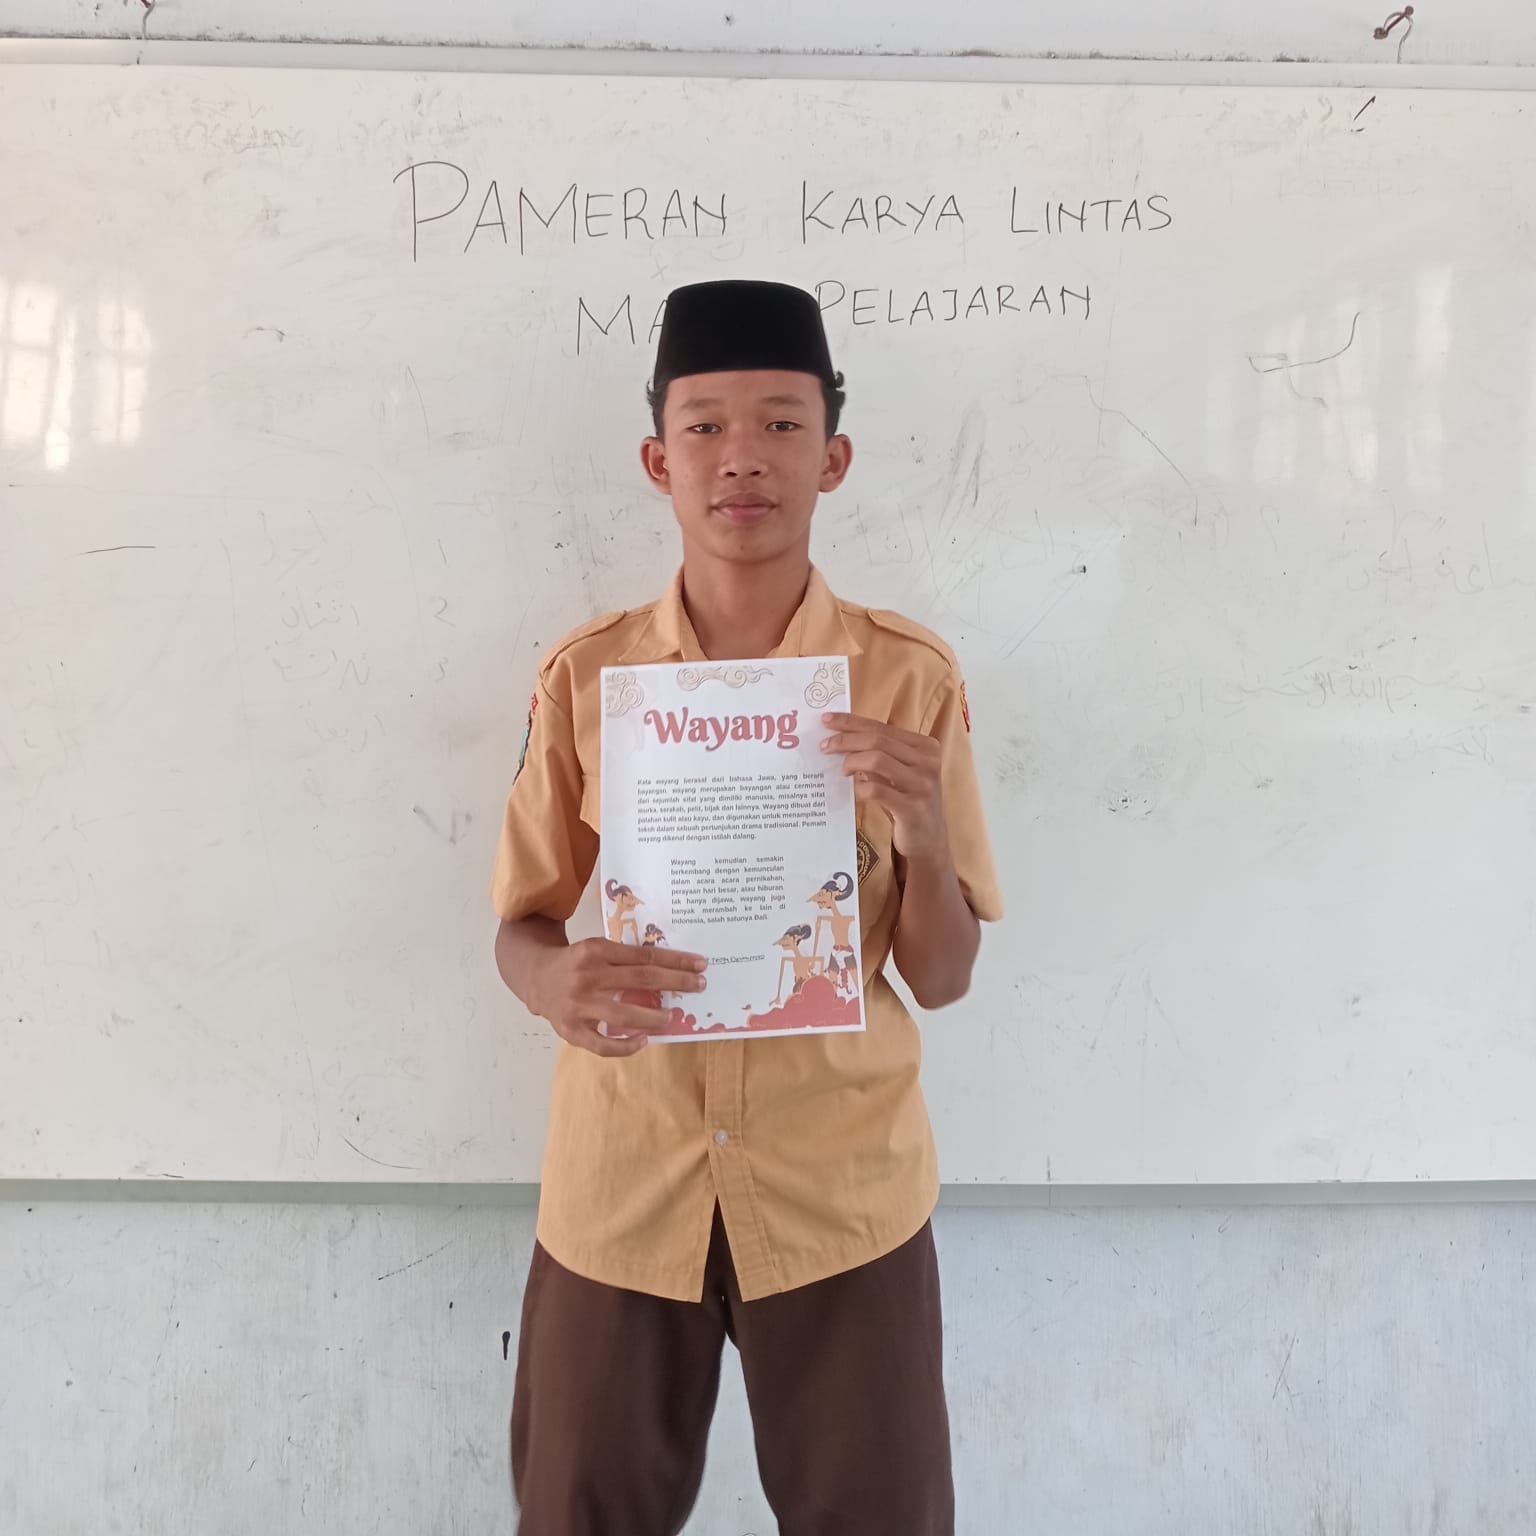 PAMERAN KARYA LINTAS
MA PELAJARAN
Wayang
Kata wayang berasal dari bahasa Jawa, yang berarti
bayangan. wayang merupakan bayangan atau cerminan
dari sejumlah sifat yang dimiliki manusia, misalnya sifat
murka, serakah, pelit, bijak dan lainnya. Wayang dibuat dari
patahan kulit atau kayu, dan digunakan untuk menampilkan
tokoh dalam sebuah pertunjukan drama tradisional. Pemain
wayang dikenal dengan istilah dalang.
Wayang kemudian semakin
berkembang dengan kemunculan
dalam acara acara pernikahan,
perayaan hari besar, atau hiburan.
tak hanya dijawa, wayang juga
banyak merambah ke lain di
indonesia, salah satunya Bali.